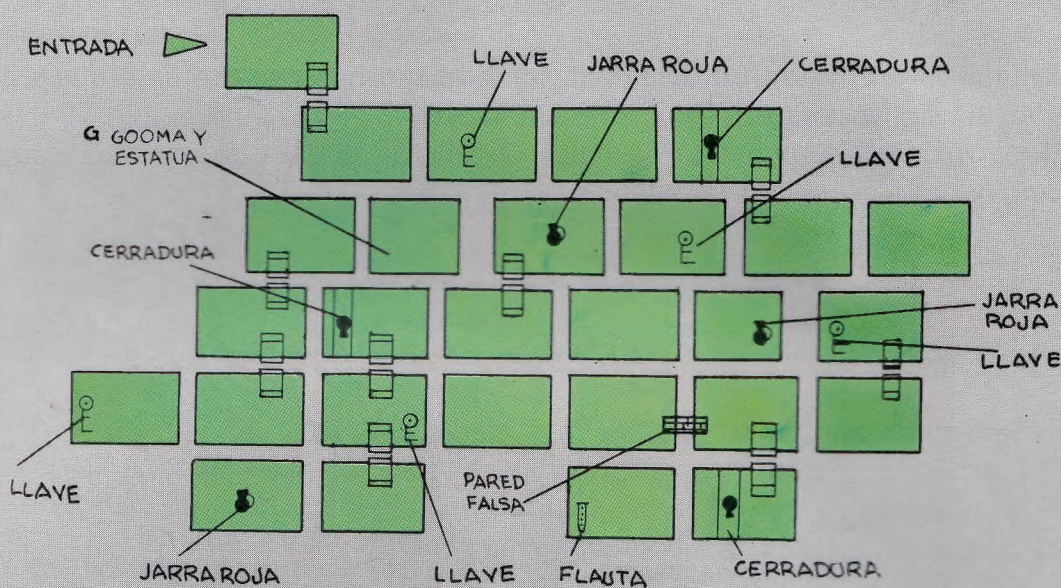 ENTRADA
LLAVE
JARRA ROJA
CERRADURA
G GOOMA Y
ESTATUA
LLAVE
CERRADURA
JARRA
ROJA
LLAVE
LLAVE
PARED
FALSA
JARRA ROJA
LLAVE
FLAUTA
CERRADURA